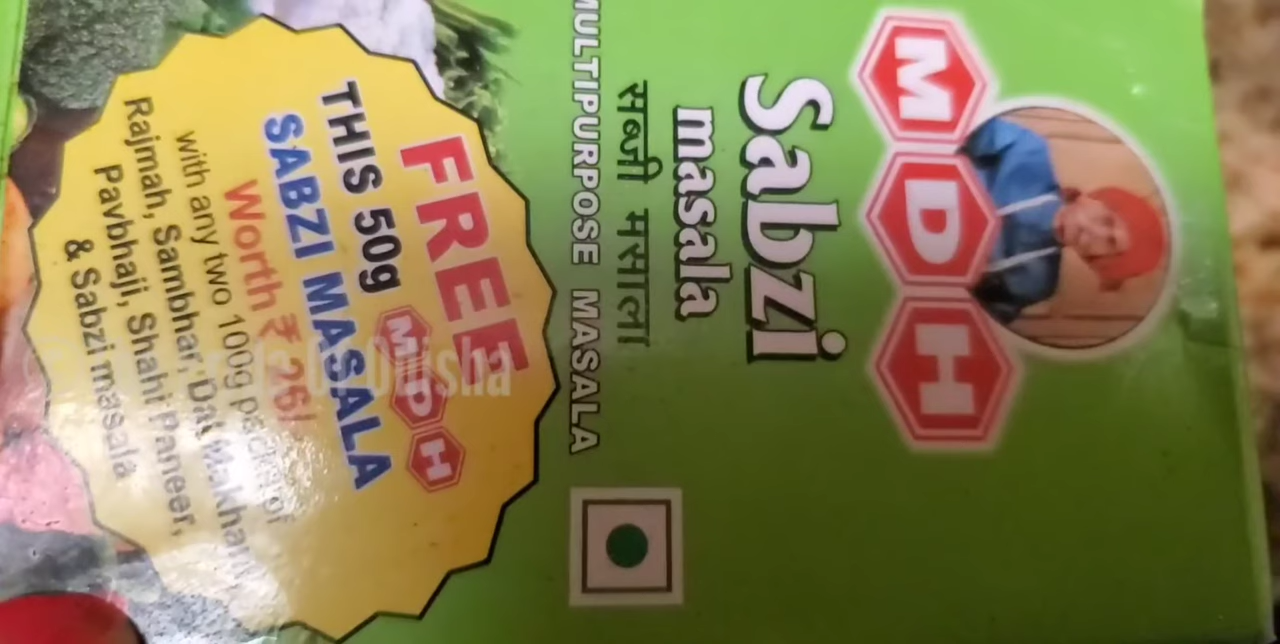 MDH
Sabzi
masala
सब्जी मसाला
MULTIPURPOSE MASALA
FREE
THIS 50g MDH
SABZI MASALA
Worth ₹ 26/
with any two 100g packs of
Rajmah, Sambhar, Dal Makhani
Pavbhaji, Shahi Paneer,
& Sabzi masala
Odisha